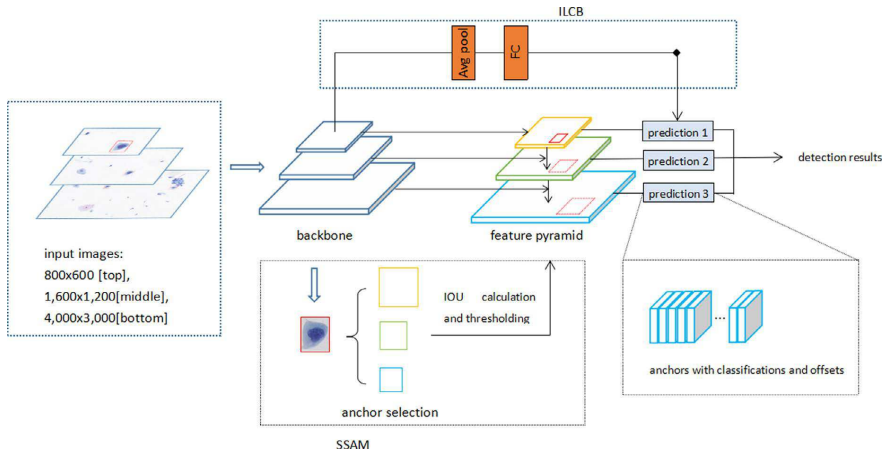 ILCB
Avg pool
FC
prediction 1
prediction 2
prediction 3
detection results
input images:
800x600 [top],
1,600x1,200[middle],
4,000x3,000[bottom]
backbone
feature pyramid
IOU calculation
and thresholding
anchor selection
...
anchors with classifications and offsets
SSAM